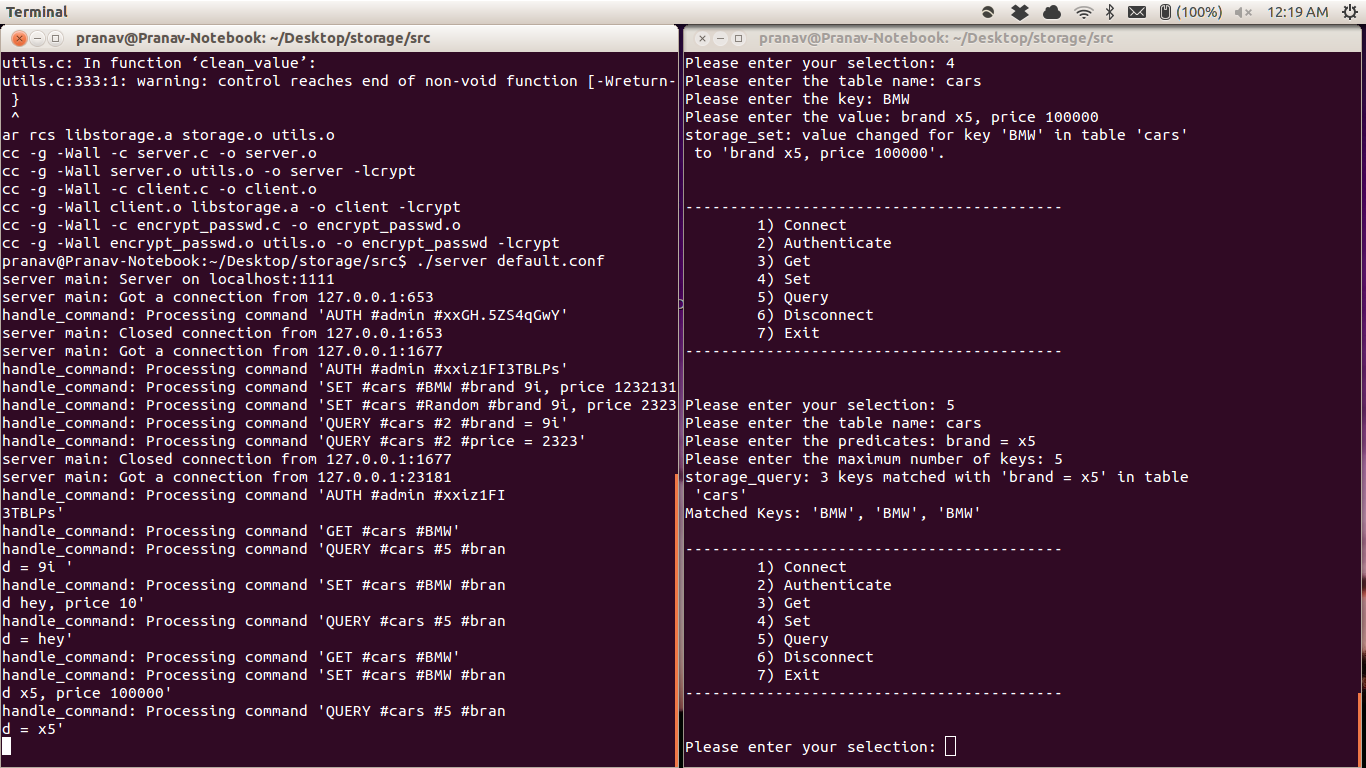 Terminal
(100%)
12:19 AM
pranav@Pranav-Notebook: ~/Desktop/storage/src
utils.c: In function ‘clean_value’:
utils.c:333:1: warning: control reaches end of non-void function [-Wreturn-
}
^
ar rcs libstorage.a storage.o utils.o
cc -g -Wall -c server.c -o server.o
cc -g -Wall server.o utils.o -o server -lcrypt
cc -g -Wall -c client.c -o client.o
cc -g -Wall client.o libstorage.a -o client -lcrypt
cc -g -Wall -c encrypt_passwd.c -o encrypt_passwd.o
cc -g -Wall encrypt_passwd.o utils.o -o encrypt_passwd -lcrypt
pranav@Pranav-Notebook:~/Desktop/storage/src$ ./server default.conf
server main: Server on localhost:1111
server main: Got a connection from 127.0.0.1:653
handle_command: Processing command 'AUTH #admin #xxGH.5ZS4qGwY'
server main: Closed connection from 127.0.0.1:653
server main: Got a connection from 127.0.0.1:1677
handle_command: Processing command 'AUTH #admin #xxiz1FI3TBLPs'
handle_command: Processing command 'SET #cars #BMW #brand 9i, price 1232131
handle_command: Processing command 'SET #cars #Random #brand 9i, price 2323
handle_command: Processing command 'QUERY #cars #2 #brand = 9i'
handle_command: Processing command 'QUERY #cars #2 #price = 2323'
server main: Closed connection from 127.0.0.1:1677
server main: Got a connection from 127.0.0.1:23181
handle_command: Processing command 'AUTH #admin #xxiz1FI
3TBLPs'
handle_command: Processing command 'GET #cars #BMW'
handle_command: Processing command 'QUERY #cars #5 #bran
d = 9i '
handle_command: Processing command 'SET #cars #BMW #bran
d hey, price 10'
handle_command: Processing command 'QUERY #cars #5 #bran
d = hey'
handle_command: Processing command 'GET #cars #BMW'
handle_command: Processing command 'SET #cars #BMW #bran
d x5, price 100000'
handle_command: Processing command 'QUERY #cars #5 #bran
d = x5'
pranav@Pranav-Notebook: ~/Desktop/storage/src
Please enter your selection: 4
Please enter the table name: cars
Please enter the key: BMW
Please enter the value: brand x5, price 100000
storage_set: value changed for key 'BMW' in table 'cars'
to 'brand x5, price 100000'.
------------------------------------------
1) Connect
2) Authenticate
3) Get
4) Set
5) Query
6) Disconnect
7) Exit
------------------------------------------
Please enter your selection: 5
Please enter the table name: cars
Please enter the predicates: brand = x5
Please enter the maximum number of keys: 5
storage_query: 3 keys matched with 'brand = x5' in table
'cars'
Matched Keys: 'BMW', 'BMW', 'BMW'
------------------------------------------
1) Connect
2) Authenticate
3) Get
4) Set
5) Query
6) Disconnect
7) Exit
------------------------------------------
Please enter your selection: